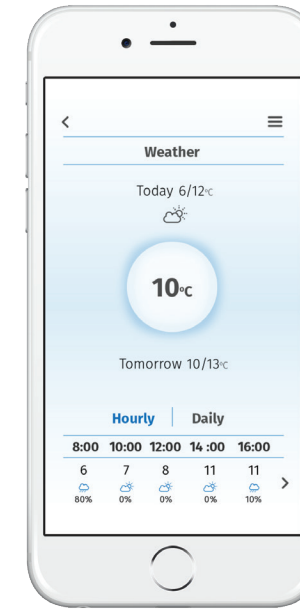 Weather
Today 6/12°C
10°C
Tomorrow 10/13°C
Hourly Daily
8:00 10:00 12:00 14 :00 16:00
6 7 8 11 11
80% 0% 0% 0% 10%